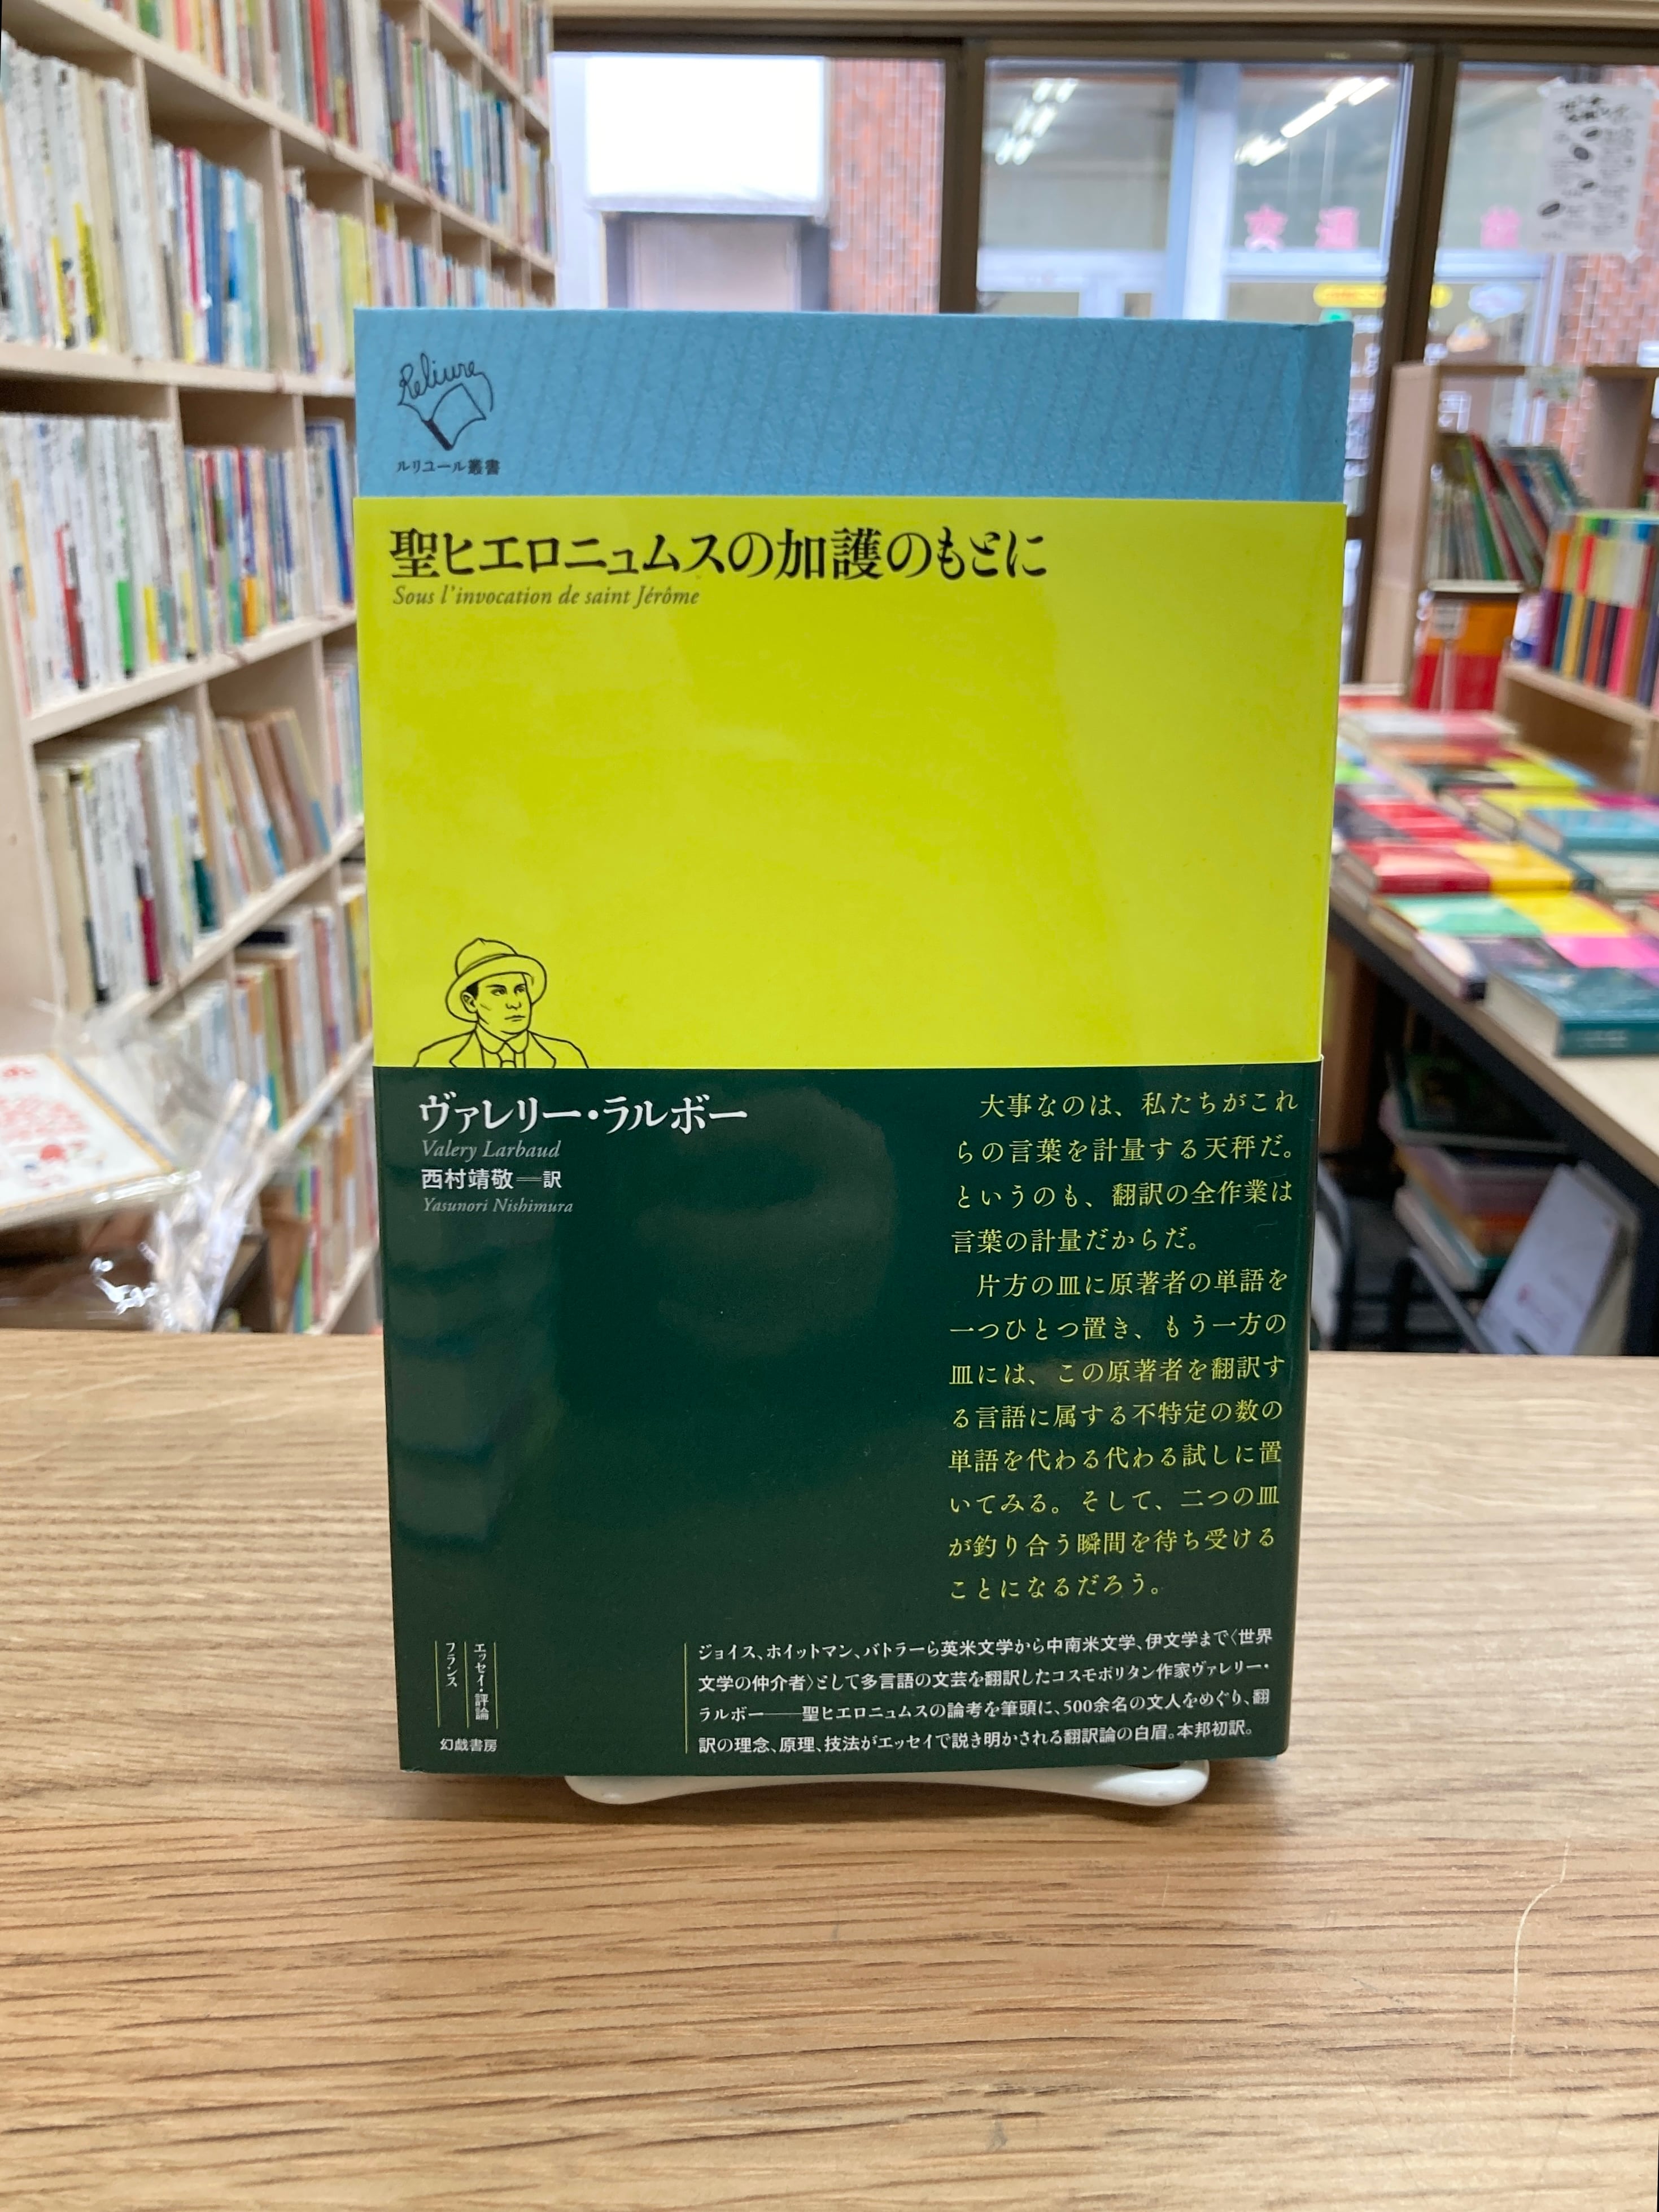 Reliure
ルリユール叢書
聖ヒエロニュムスの加護のもとに
Sous l'invocation de saint Jérôme
ヴァレリー・ラルボー
Valery Larbaud
西村靖敬──訳
Yasunori Nishimura
大事なのは、私たちがこれ
らの言葉を計量する天秤だ。
というのも、翻訳の全作業は
言葉の計量だからだ。
片方の皿に原著者の単語を
一つひとつ置き、もう一方の
皿には、この原著者を翻訳す
る言語に属する不特定の数の
単語を代わる代わる試しに置
いてみる。そして、二つの皿
が釣り合う瞬間を待ち受ける
ことになるだろう。
エッセイ・評論
フランス
幻戯書房
ジョイス、ホイットマン、バトラーら英米文学から中南米文学、伊文学まで〈世界
文学の仲介者〉として多言語の文芸を翻訳したコスモポリタン作家ヴァレリー・
ラルボー──聖ヒエロニュムスの論考を筆頭に、500余名の文人をめぐり、翻
訳の理念、原理、技法がエッセイで説き明かされる翻訳論の白眉。本邦初訳。